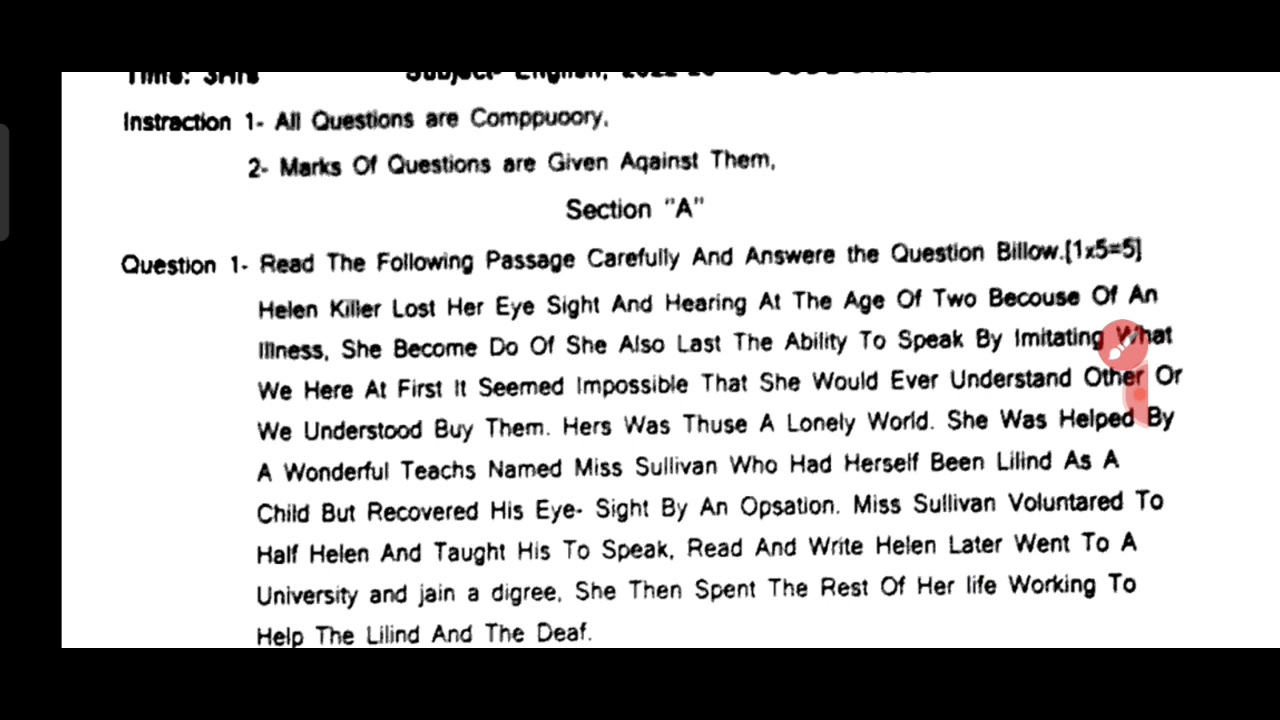 Time: 3Hrs Subject- English,
Instraction 1- All Questions are Comppuoory.
2- Marks Of Questions are Given Aqainst Them,
Section "A"
Question 1- Read The Following Passage Carefully And Answere the Question Billow.[1x5=5]
Helen Killer Lost Her Eye Sight And Hearing At The Age Of Two Becouse Of An
Illness, She Become Do Of She Also Last The Ability To Speak By Imitating What
We Here At First It Seemed Impossible That She Would Ever Understand Other Or
We Understood Buy Them. Hers Was Thuse A Lonely World. She Was Helped By
A Wonderful Teachs Named Miss Sullivan Who Had Herself Been Lilind As A
Child But Recovered His Eye- Sight By An Opsation. Miss Sullivan Voluntared To
Half Helen And Taught His To Speak, Read And Write Helen Later Went To A
University and jain a digree, She Then Spent The Rest Of Her life Working To
Help The Lilind And The Deaf.